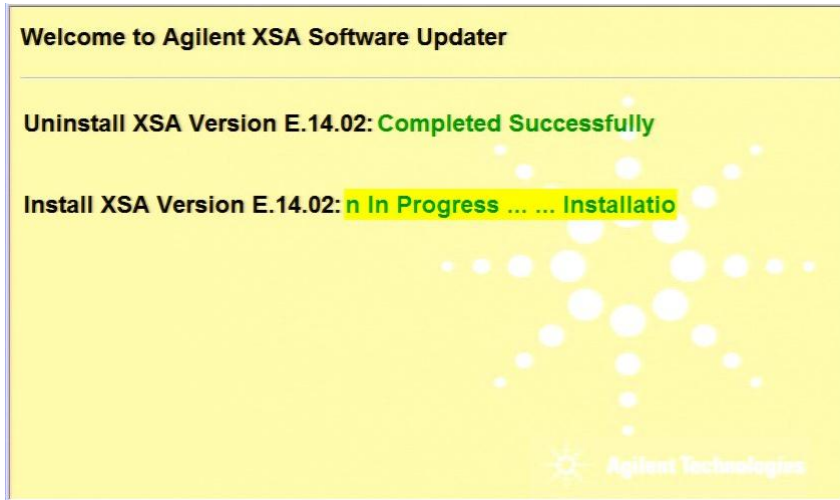 Welcome to Agilent XSA Software Updater
Uninstall XSA Version E.14.02: Completed Successfully
Install XSA Version E.14.02: n In Progress ... ... Installatio
Agilent Technologies